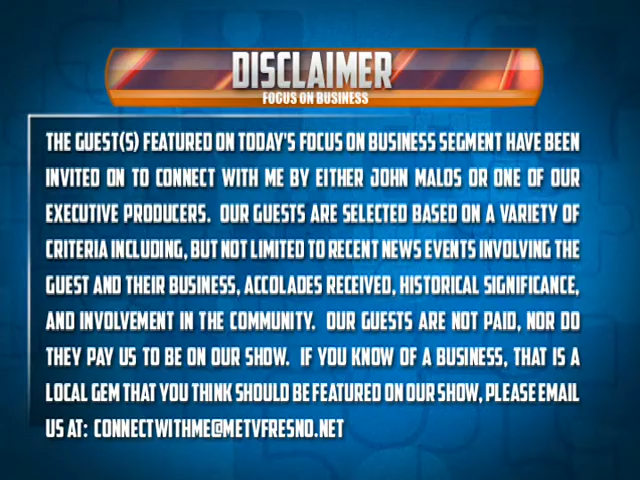 DISCLAIMER
FOCUS ON BUSINESS
THE GUEST(S) FEATURED ON TODAY'S FOCUS ON BUSINESS SEGMENT HAVE BEEN
INVITED ON TO CONNECT WITH ME BY EITHER JOHN MALOS OR ONE OF OUR
EXECUTIVE PRODUCERS. OUR GUESTS ARE SELECTED BASED ON A VARIETY OF
CRITERIA INCLUDING, BUT NOT LIMITED TO RECENT NEWS EVENTS INVOLVING THE
GUEST AND THEIR BUSINESS, ACCOLADES RECEIVED, HISTORICAL SIGNIFICANCE,
AND INVOLVEMENT IN THE COMMUNITY. OUR GUESTS ARE NOT PAID, NOR DO
THEY PAY US TO BE ON OUR SHOW. IF YOU KNOW OF A BUSINESS, THAT IS A
LOCAL GEM THAT YOU THINK SHOULD BE FEATURED ON OUR SHOW, PLEASE EMAIL
US AT: CONNECTWITHME@METVFRESNO.NET